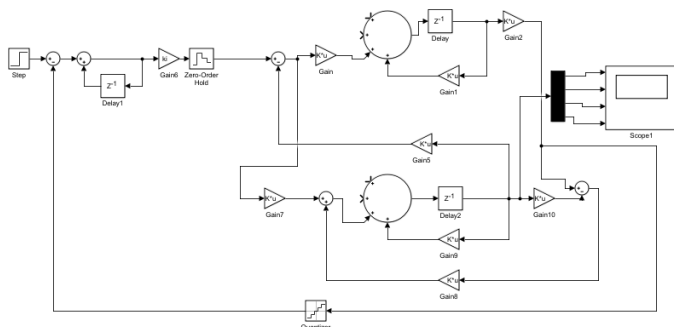 K*u
Delay
Z-1
K*u
Gain2
K*u
Gain
K*u
Gain1
Step
Z-1
Delay1
ki
Gain6
Zero-Order
Hold
Scope1
K*u
Gain5
K*u
Gain7
Z-1
Delay2
K*u
Gain10
K*u
Gain9
K*u
Gain8